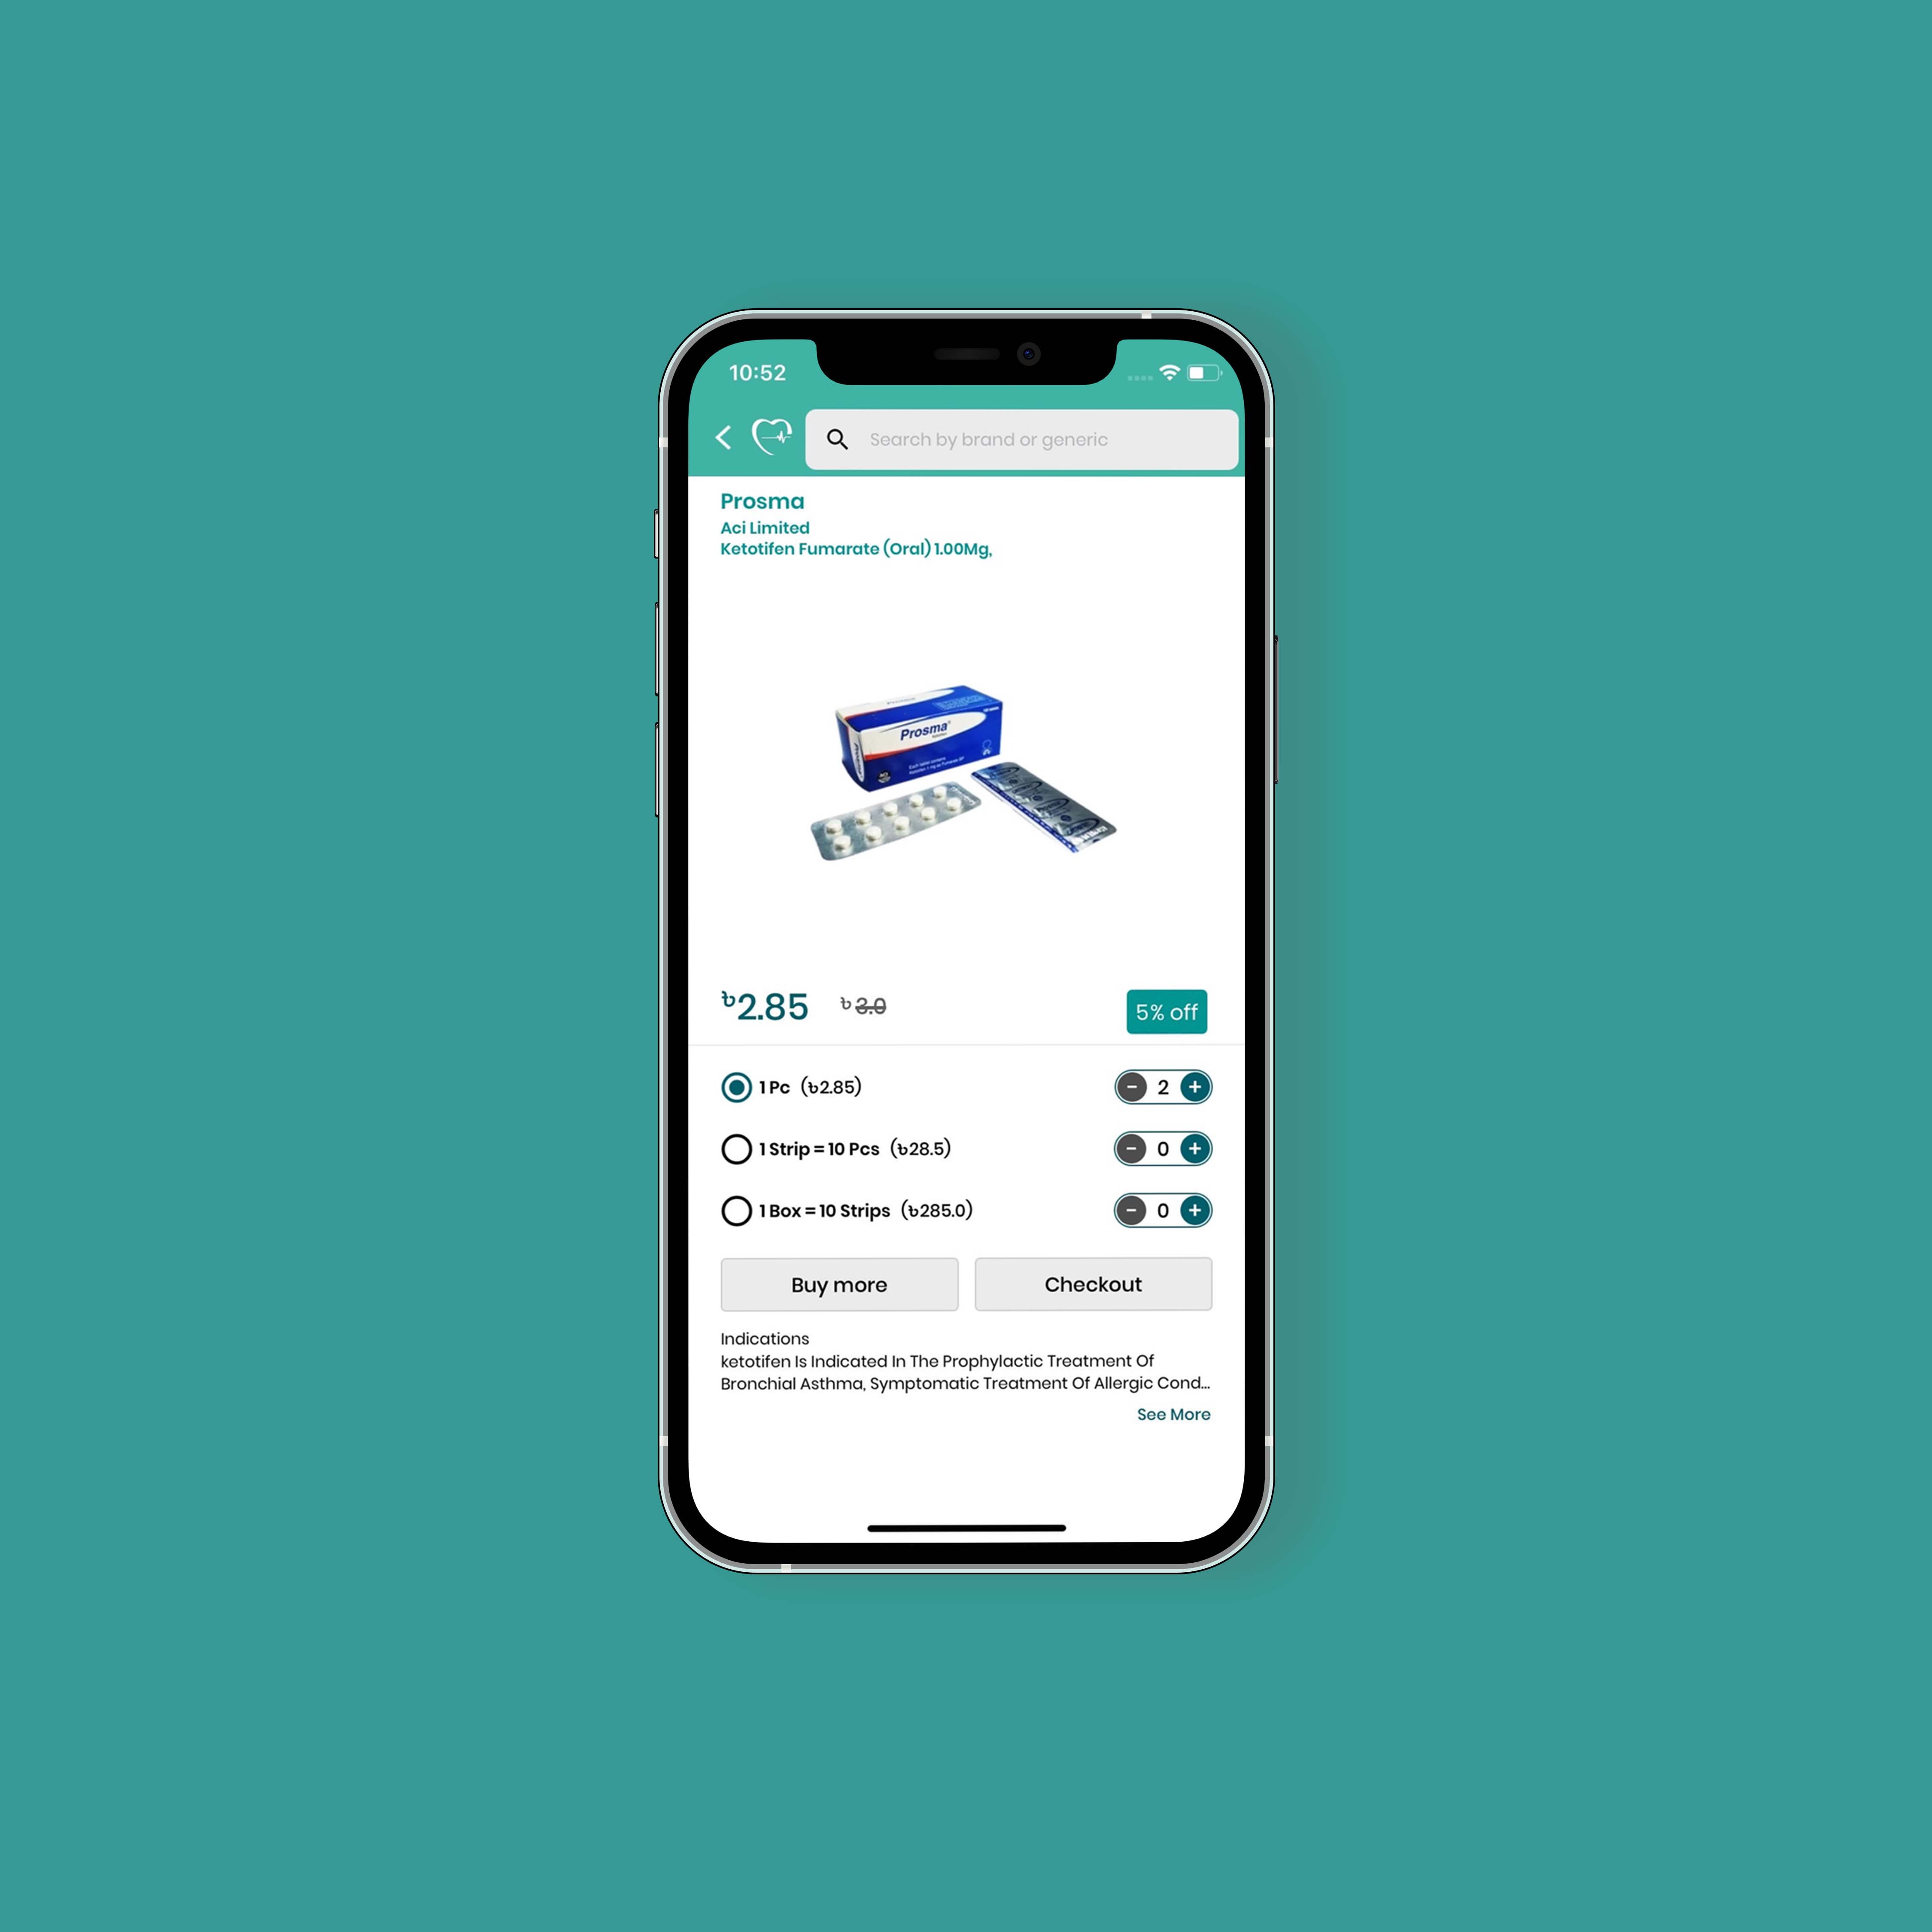 10:52
Search by brand or generic
Prosma
Aci Limited
Ketotifen Fumarate (Oral) 1.00Mg,
Prosma
৳2.85 ৳3.0
5% off
1 Pc (৳2.85) - 2 +
1 Strip = 10 Pcs (৳28.5) - 0 +
1 Box = 10 Strips (৳285.0) - 0 +
Buy more Checkout
Indications
ketotifen Is Indicated In The Prophylactic Treatment Of
Bronchial Asthma, Symptomatic Treatment Of Allergic Cond...
See More